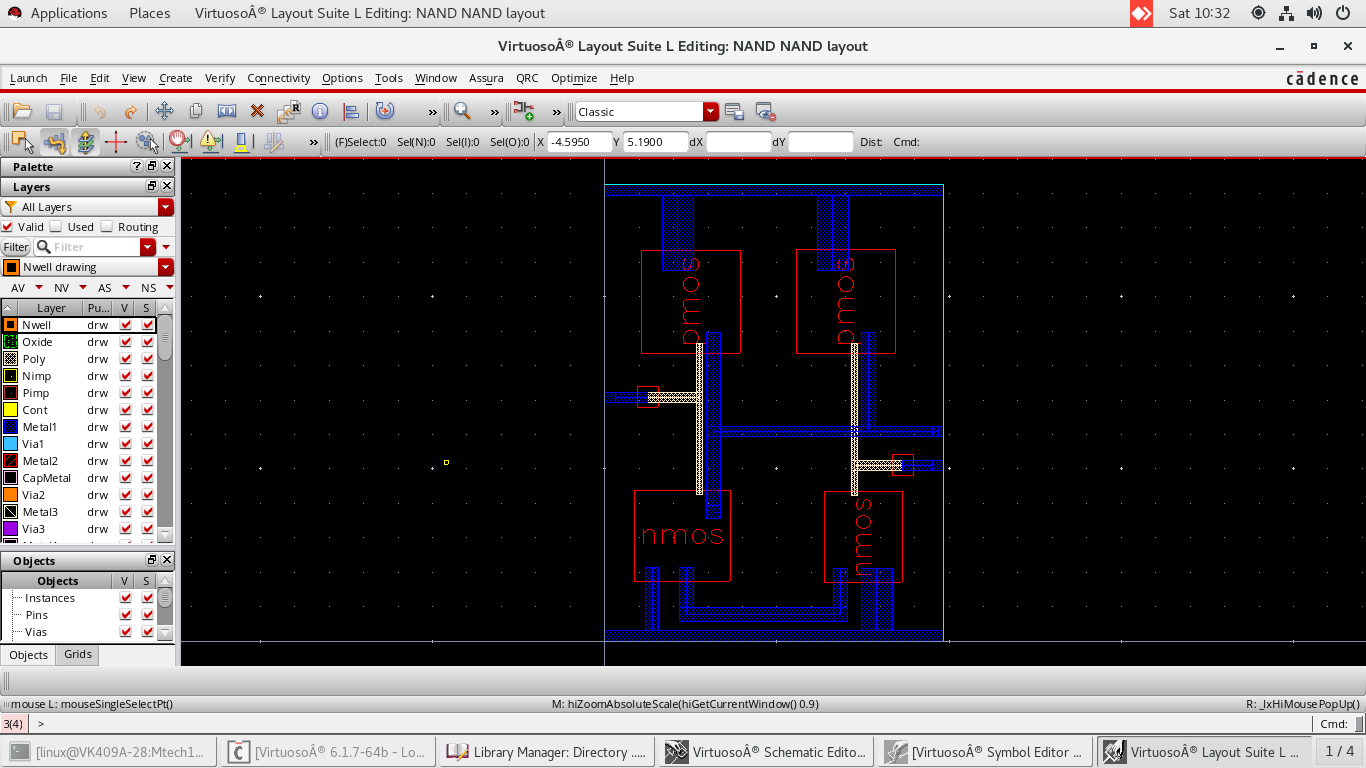 Applications Places VirtuosoÂ® Layout Suite L Editing: NAND NAND layout Sat 10:32
VirtuosoÂ® Layout Suite L Editing: NAND NAND layout
Launch File Edit View Create Verify Connectivity Options Tools Window Assura QRC Optimize Help cādence
» » » Classic
» (F)Select:0 Sel(N):0 Sel(I):0 Sel(O):0 X -4.5950 Y 5.1900 dX dY Dist: Cmd:
Palette
Layers
All Layers
Valid Used Routing
Filter Filter
Nwell drawing
AV NV AS NS
Layer Pu... V S
Nwell drw
Oxide drw
Poly drw
Nimp drw
Pimp drw
Cont drw
Metal1 drw
Via1 drw
Metal2 drw
CapMetal drw
Via2 drw
Metal3 drw
Via3 drw
Objects
Objects V S
Instances
Pins
Vias
Objects Grids
pmos
pmos
nmos
nmos
mouse L: mouseSingleSelectPt() M: hiZoomAbsoluteScale(hiGetCurrentWindow() 0.9) R: _lxHiMousePopUp()
3(4) > Cmd:
[linux@VK409A-28:Mtech1... [VirtuosoÂ® 6.1.7-64b - Lo... Library Manager: Directory ..... VirtuosoÂ® Schematic Edito... [VirtuosoÂ® Symbol Editor ... VirtuosoÂ® Layout Suite L ... 1 / 4